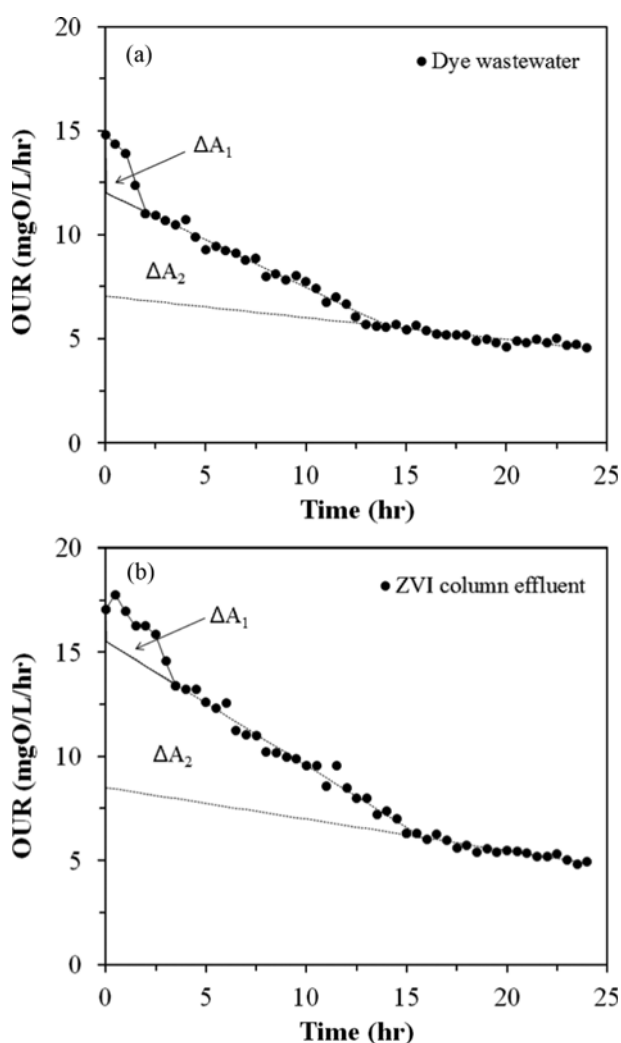 20
(a)
● Dye wastewater
15
ΔA1
OUR (mgO/L/hr)
10
ΔA2
5
0
0 5 10 15 20 25
Time (hr)
20
(b)
● ZVI column effluent
ΔA1
15
OUR (mgO/L/hr)
10
ΔA2
5
0
0 5 10 15 20 25
Time (hr)